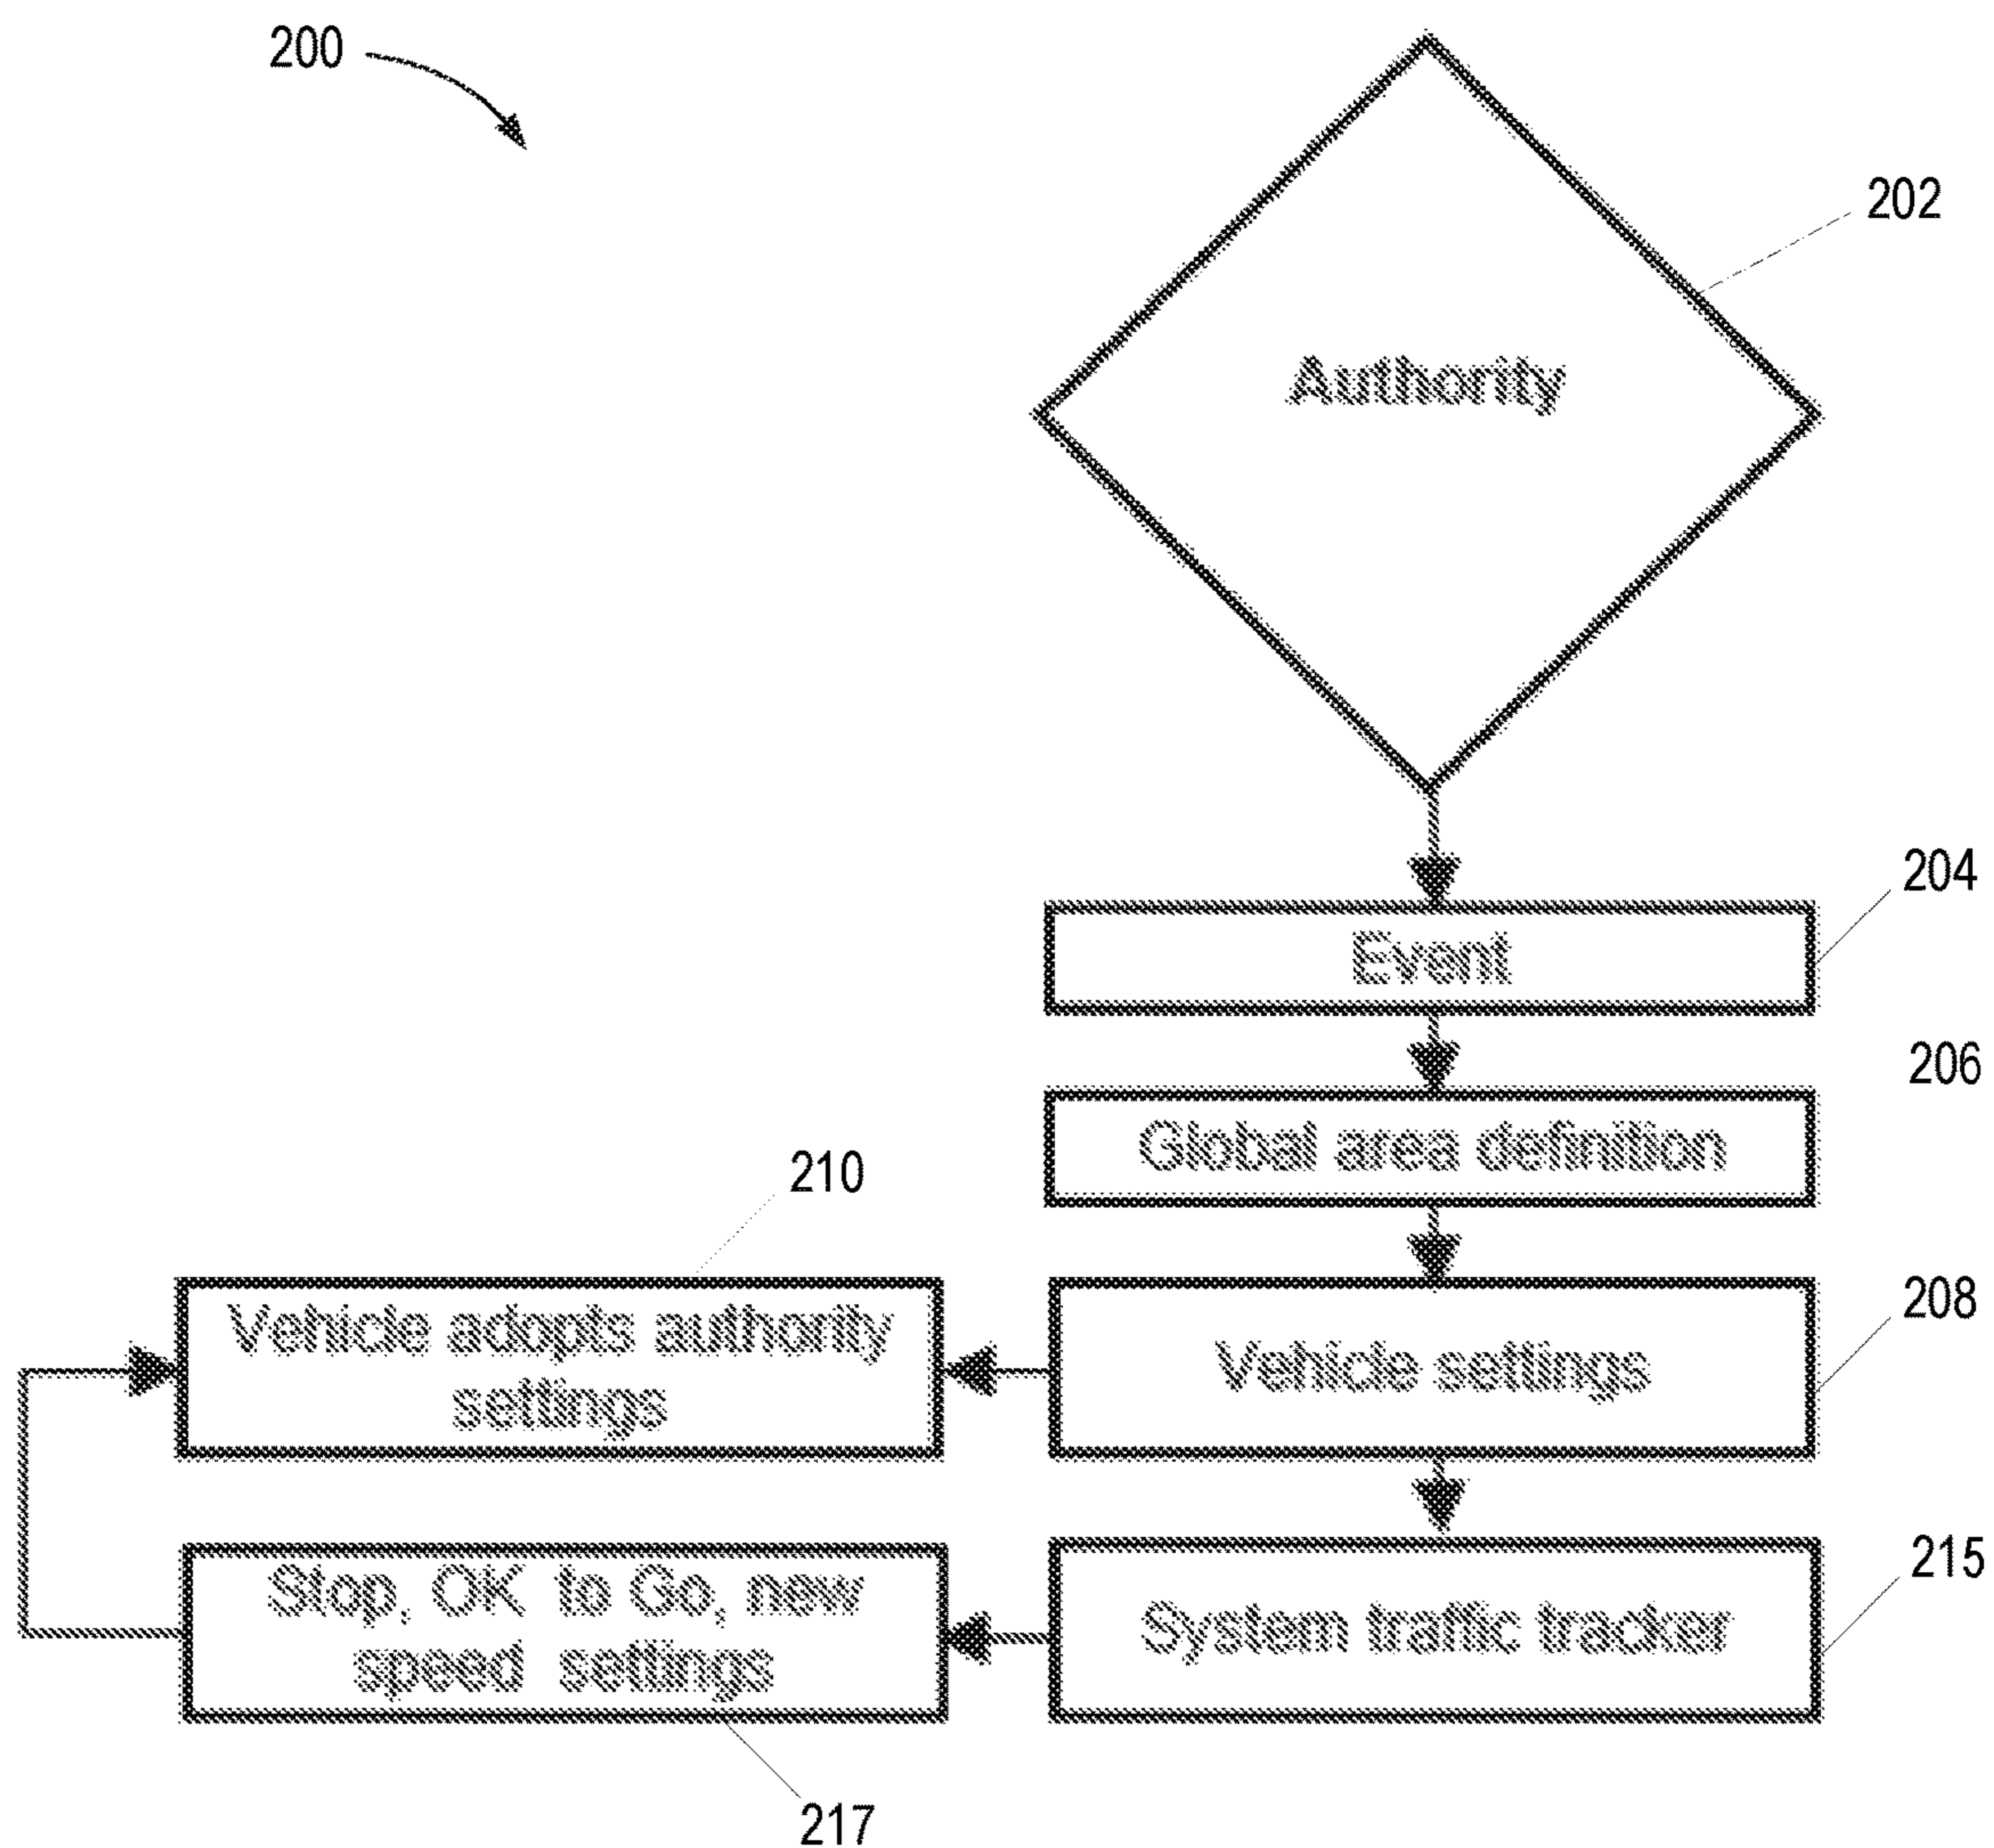 200
202
Authority
204
Event
206
Global area definition
210
208
Vehicle adopts authority
settings
Vehicle settings
215
Stop, OK to Go, new
speed settings
System traffic tracker
217